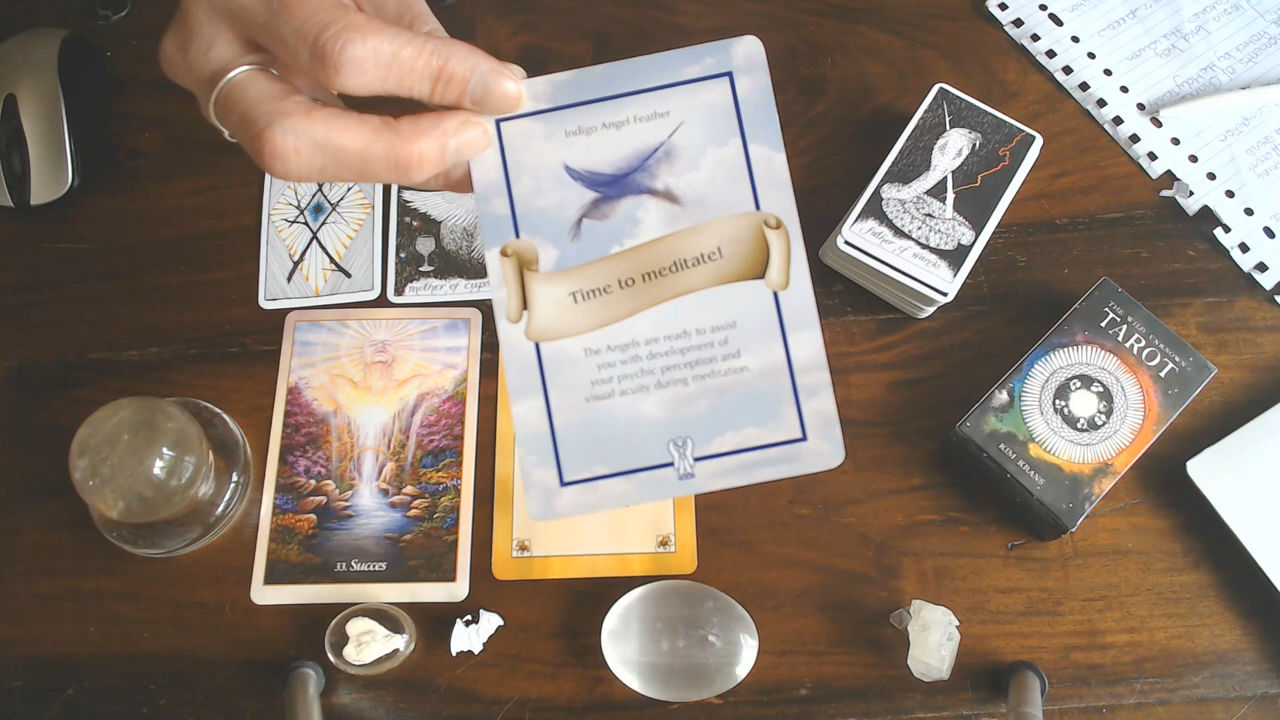 Indigo Angel Feather
Time to meditate!
The Angels are ready to assist
you with development of
your psychic perception and
visual acuity during meditation.
mother of cups
Father of wands
THE WILD UNKNOWN
TAROT
KIM KRANS
33. Succes